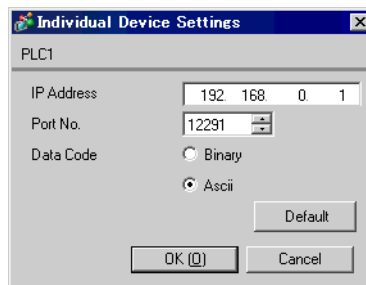 Individual Device Settings
PLC1
IP Address 192. 168. 0. 1
Port No. 12291
Data Code Binary
Ascii
Default
OK (O) Cancel